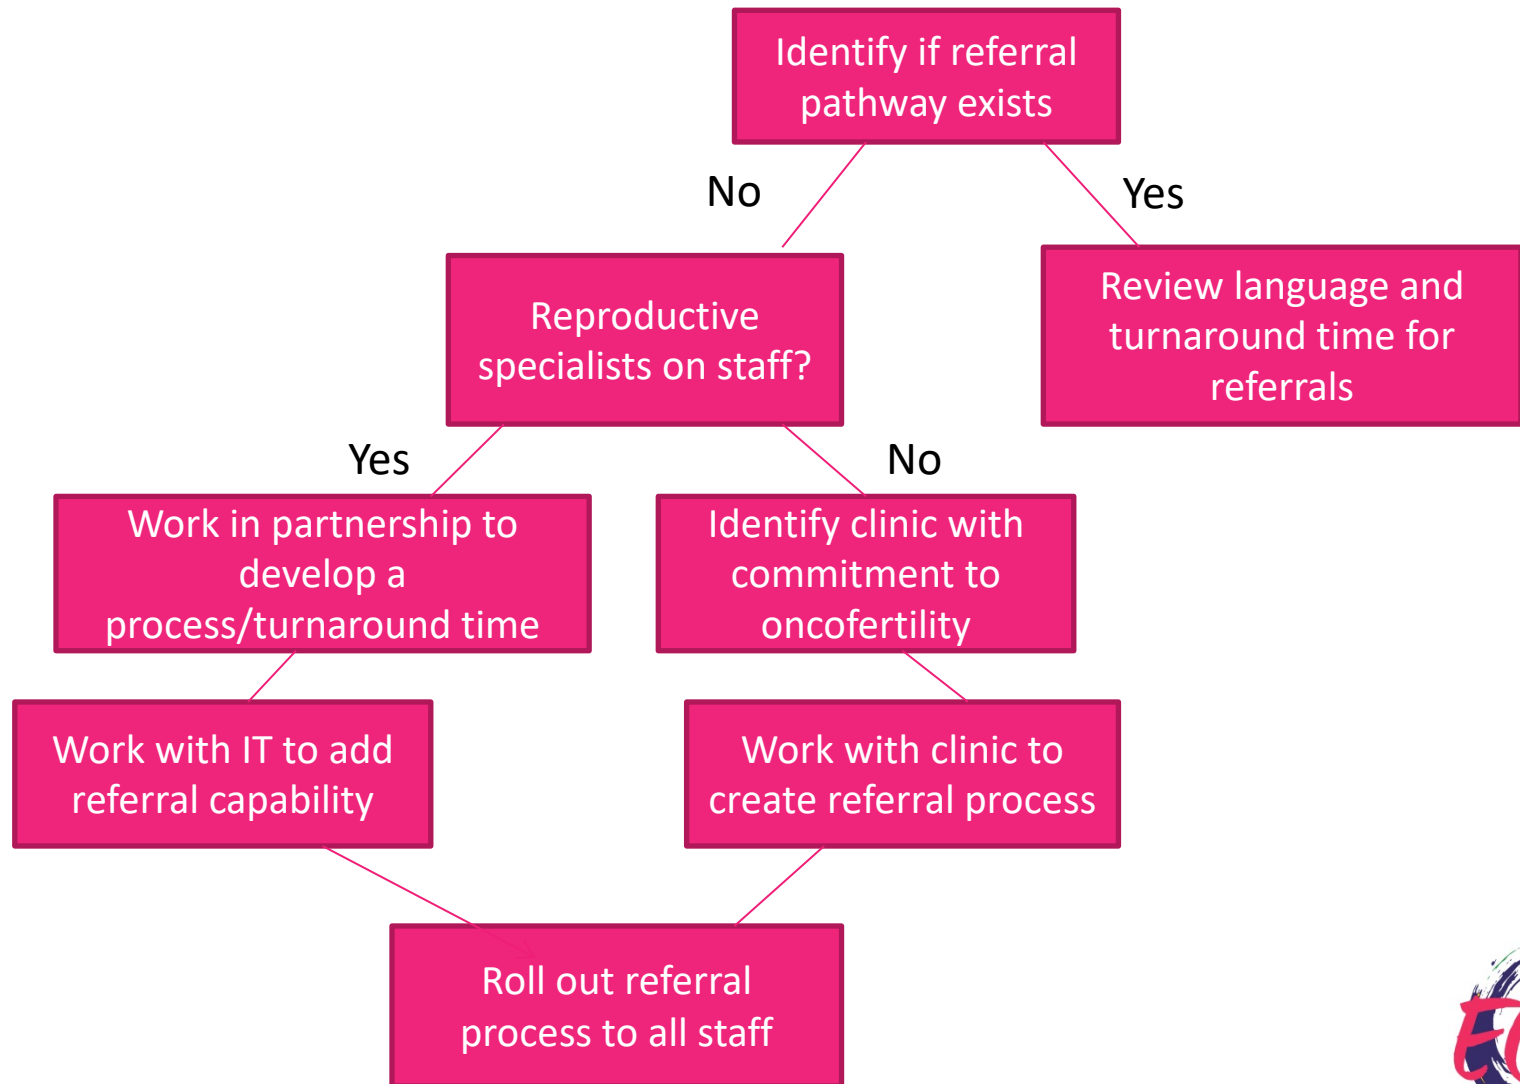 Identify if referral
pathway exists
No
Yes
Reproductive
specialists on staff?
Review language and
turnaround time for
referrals
Yes
No
Work in partnership to
develop a
process/turnaround time
Identify clinic with
commitment to
oncofertility
Work with IT to add
referral capability
Work with clinic to
create referral process
Roll out referral
process to all staff